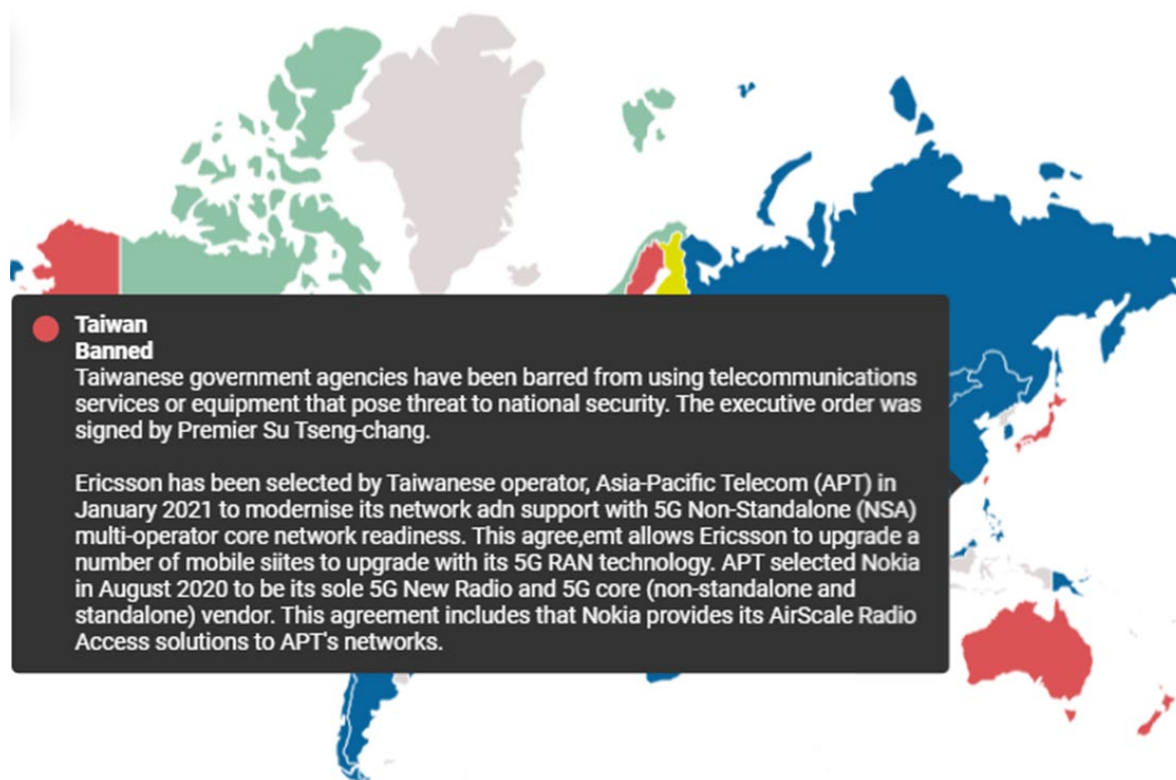 Taiwan
Banned
Taiwanese government agencies have been barred from using telecommunications
services or equipment that pose threat to national security. The executive order was
signed by Premier Su Tseng-chang.
Ericsson has been selected by Taiwanese operator, Asia-Pacific Telecom (APT) in
January 2021 to modernise its network adn support with 5G Non-Standalone (NSA)
multi-operator core network readiness. This agree,emt allows Ericsson to upgrade a
number of mobile siites to upgrade with its 5G RAN technology. APT selected Nokia
in August 2020 to be its sole 5G New Radio and 5G core (non-standalone and
standalone) vendor. This agreement includes that Nokia provides its AirScale Radio
Access solutions to APT's networks.